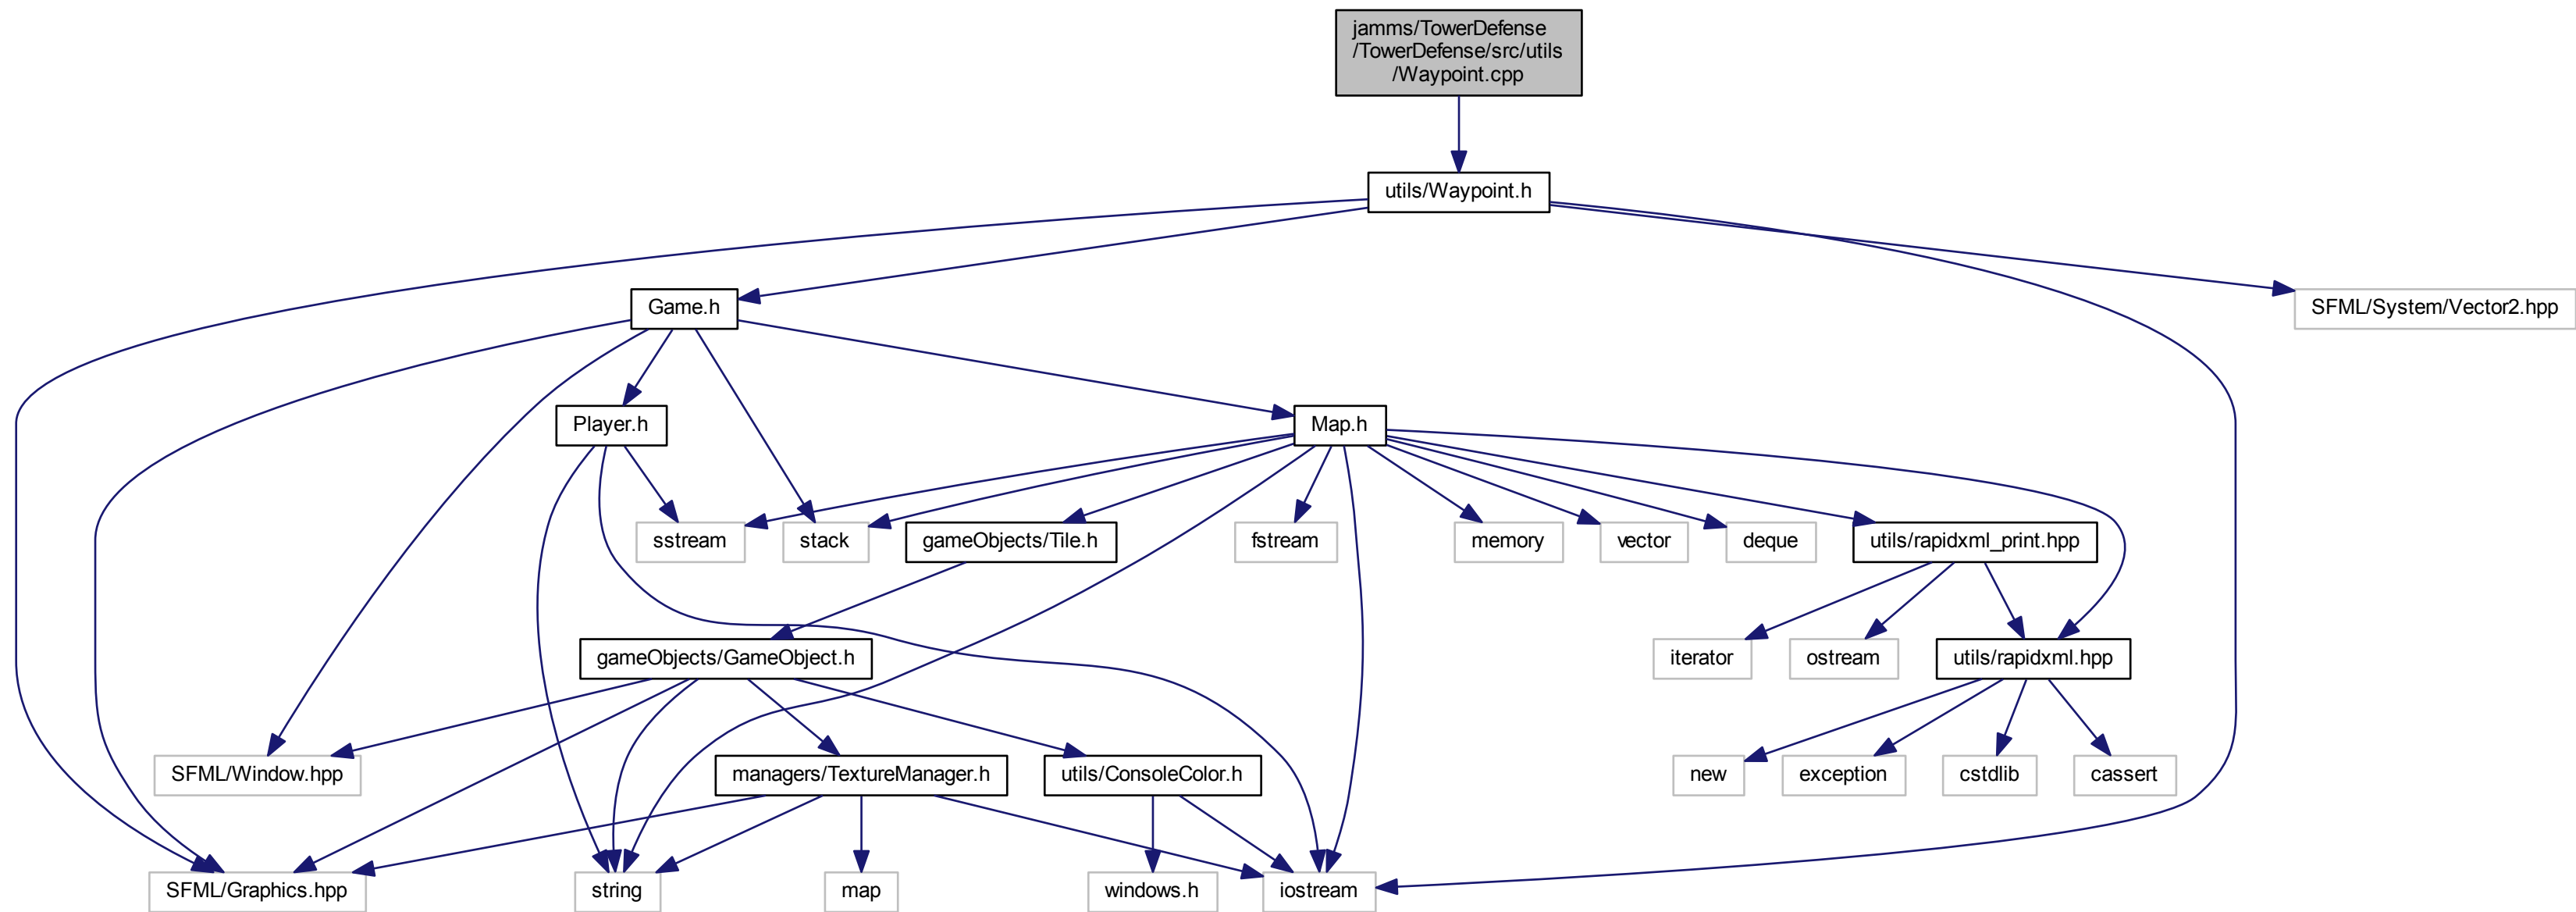 jamms/TowerDefense
/TowerDefense/src/utils
/Waypoint.cpp
utils/Waypoint.h
Game.h
SFML/System/Vector2.hpp
Player.h
Map.h
sstream
stack
gameObjects/Tile.h
fstream
memory
vector
deque
utils/rapidxml_print.hpp
gameObjects/GameObject.h
iterator
ostream
utils/rapidxml.hpp
SFML/Window.hpp
managers/TextureManager.h
utils/ConsoleColor.h
new
exception
cstdlib
cassert
SFML/Graphics.hpp
string
map
windows.h
iostream